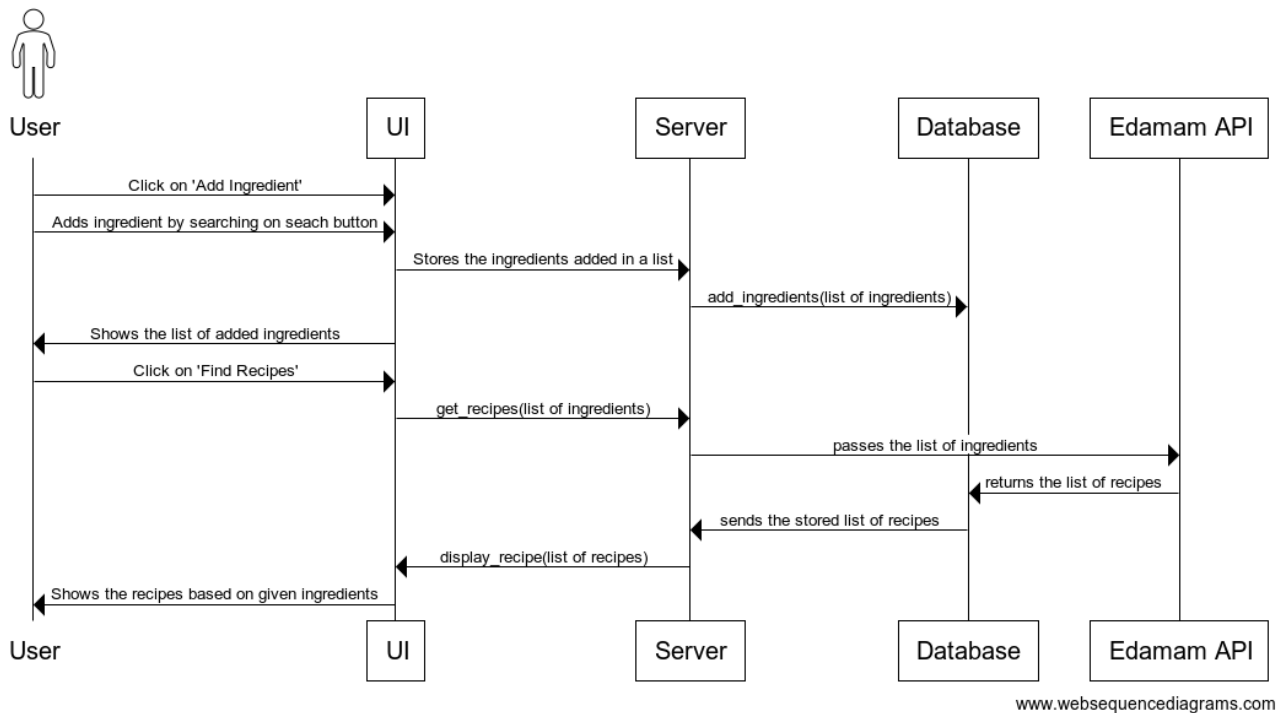 User
UI
Server
Database
Edamam API
Click on 'Add Ingredient'
Adds ingredient by searching on seach button
Stores the ingredients added in a list
add_ingredients(list of ingredients)
Shows the list of added ingredients
Click on 'Find Recipes'
get_recipes(list of ingredients)
passes the list of ingredients
returns the list of recipes
sends the stored list of recipes
display_recipe(list of recipes)
Shows the recipes based on given ingredients
User
UI
Server
Database
Edamam API
www.websequencediagrams.com